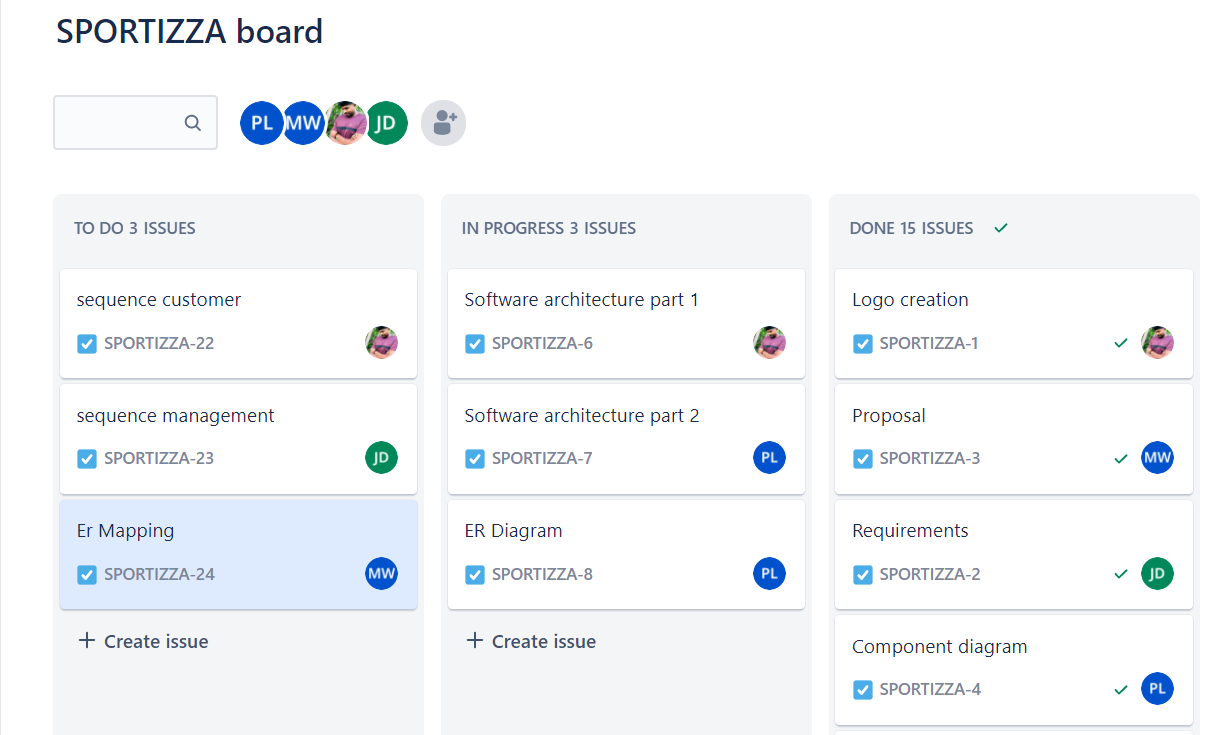 SPORTIZZA board
PL MW JD
TO DO 3 ISSUES
sequence customer
SPORTIZZA-22
sequence management
SPORTIZZA-23 JD
Er Mapping
SPORTIZZA-24 MW
Create issue
IN PROGRESS 3 ISSUES
Software architecture part 1
SPORTIZZA-6
Software architecture part 2
SPORTIZZA-7 PL
ER Diagram
SPORTIZZA-8 PL
Create issue
DONE 15 ISSUES
Logo creation
SPORTIZZA-1
Proposal
SPORTIZZA-3 MW
Requirements
SPORTIZZA-2 JD
Component diagram
SPORTIZZA-4 PL